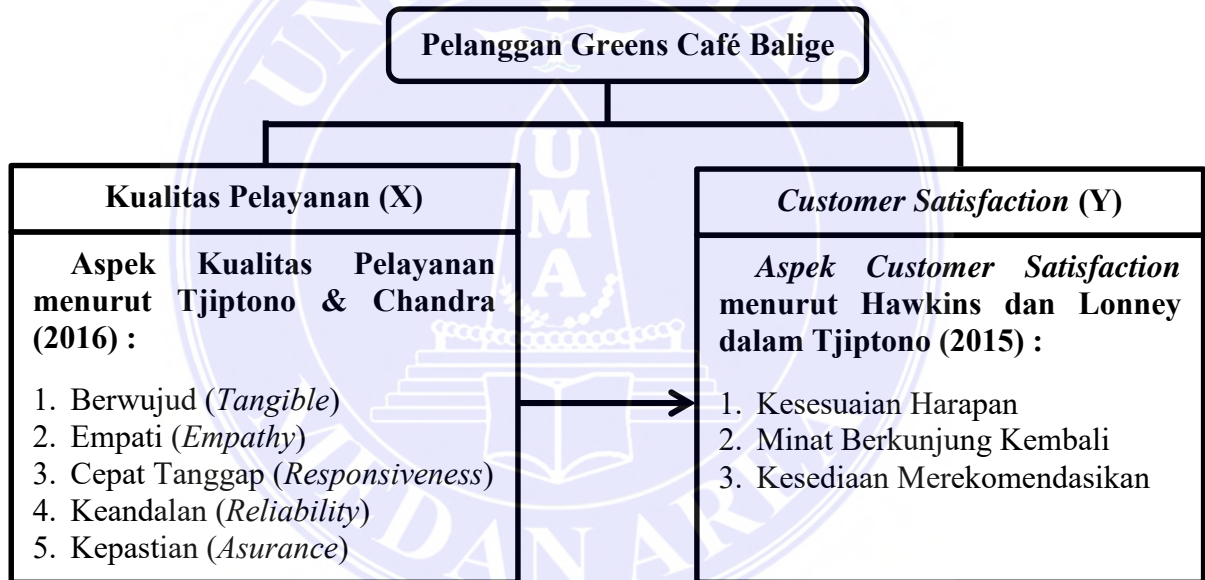 Pelanggan Greens Café Balige
Kualitas Pelayanan (X)
Aspek Kualitas Pelayanan
menurut Tjiptono & Chandra
(2016) :
1. Berwujud (Tangible)
2. Empati (Empathy)
3. Cepat Tanggap (Responsiveness)
4. Keandalan (Reliability)
5. Kepastian (Asurance)
Customer Satisfaction (Y)
Aspek Customer Satisfaction
menurut Hawkins dan Lonney
dalam Tjiptono (2015) :
1. Kesesuaian Harapan
2. Minat Berkunjung Kembali
3. Kesediaan Merekomendasikan
UMA